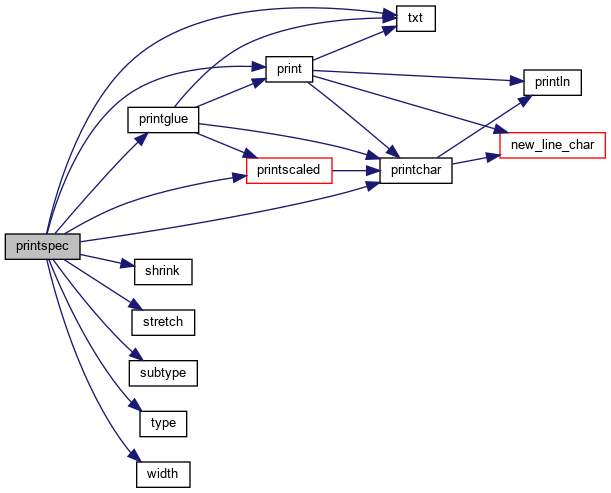 txt
print
println
printglue
new_line_char
printscaled
printchar
printspec
shrink
stretch
subtype
type
width